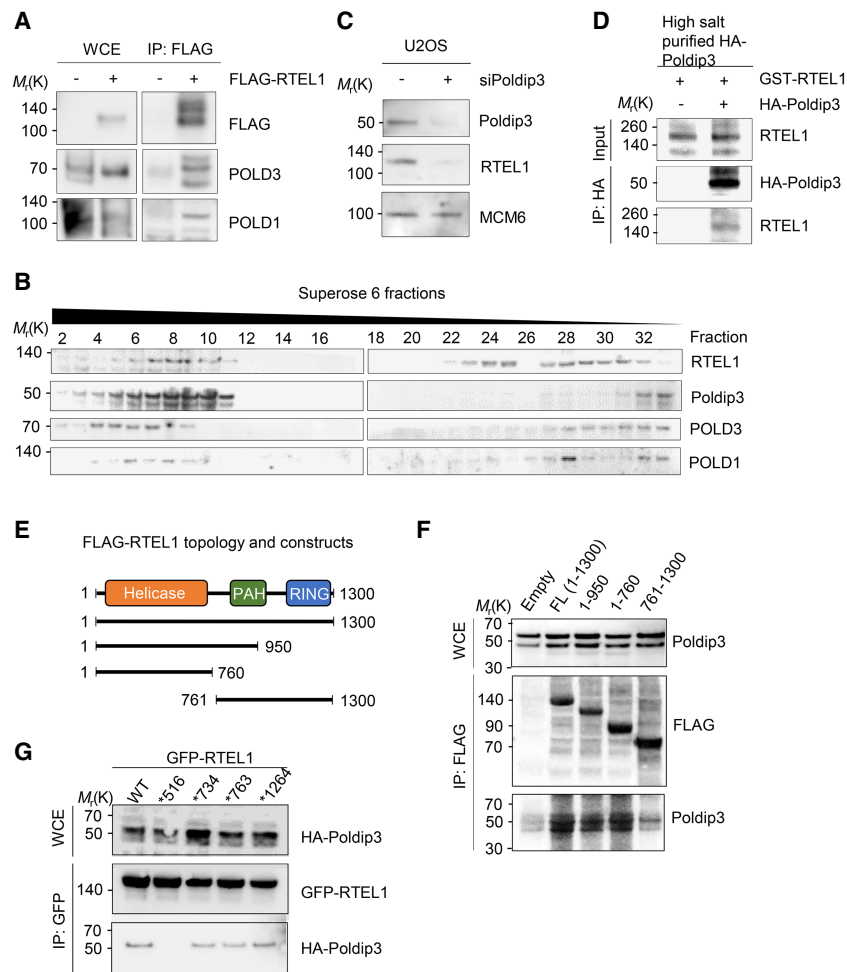 A
WCE IP: FLAG
- + - + FLAG-RTEL1
Mr(K)
140
100
FLAG
70
POLD3
140
100
POLD1
C
U2OS
- + siPoldip3
Mr(K)
50
Poldip3
140
100
RTEL1
100
MCM6
D
High salt
purified HA-
Poldip3
+ + GST-RTEL1
Mr(K) - + HA-Poldip3
Input
260
140
RTEL1
IP: HA
50
HA-Poldip3
260
140
RTEL1
B
Superose 6 fractions
Mr(K)
2 4 6 8 10 12 14 16 18 20 22 24 26 28 30 32 Fraction
140
RTEL1
50
Poldip3
70
POLD3
140
POLD1
E
FLAG-RTEL1 topology and constructs
1 Helicase PAH RING 1300
1 1300
1 950
1 760
761 1300
F
Mr(K) Empty FL (1-1300) 1-950 1-760 761-1300
WCE
70
50
30
Poldip3
IP: FLAG
140
90
70
FLAG
70
50
30
Poldip3
G
GFP-RTEL1
Mr(K) WT *516 *734 *763 *1264
WCE
70
50
HA-Poldip3
IP: GFP
140
GFP-RTEL1
70
50
HA-Poldip3